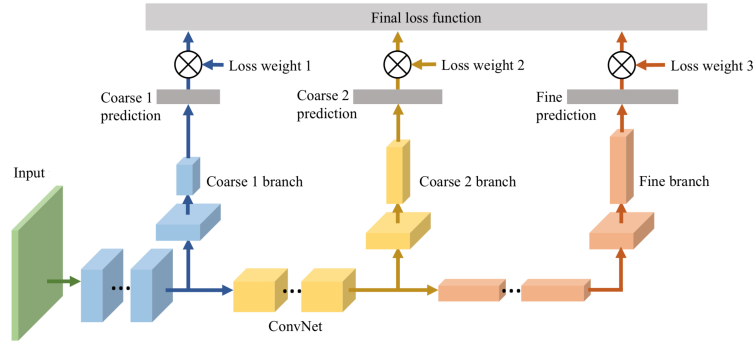 Final loss function
Loss weight 1
Loss weight 2
Loss weight 3
Coarse 1
prediction
Coarse 2
prediction
Fine
prediction
Input
Coarse 1 branch
Coarse 2 branch
Fine branch
ConvNet